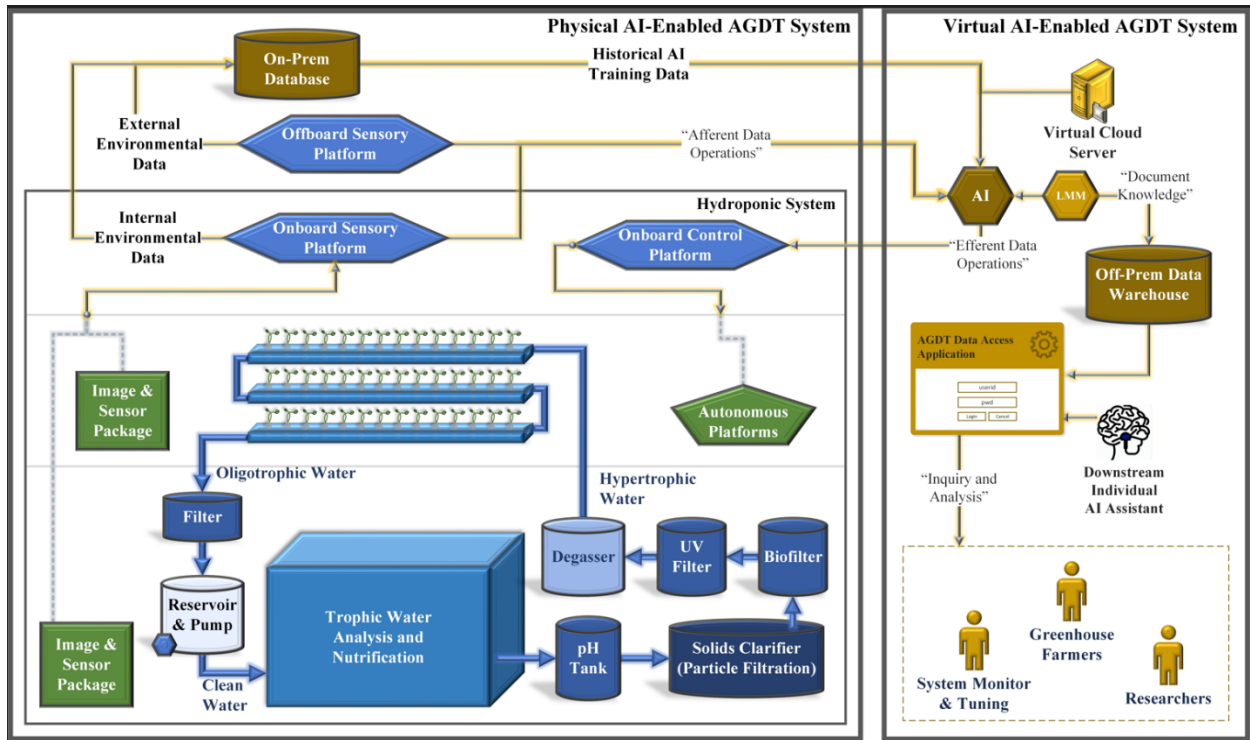 Physical AI-Enabled AGDT System
On-Prem
Database
Historical AI
Training Data
External
Environmental
Data
Offboard Sensory
Platform
“Afferent Data
Operations”
Hydroponic System
Internal
Environmental
Data
Onboard Sensory
Platform
Onboard Control
Platform
“Efferent Data
Operations”
Image &
Sensor
Package
Autonomous
Platforms
Oligotrophic Water
Hypertrophic
Water
Filter
Degasser
UV
Filter
Biofilter
Reservoir
& Pump
Trophic Water
Analysis and
Nutrification
Image &
Sensor
Package
pH
Tank
Solids Clarifier
(Particle Filtration)
Clean
Water
Virtual AI-Enabled AGDT System
Virtual Cloud
Server
AI
LMM
“Document
Knowledge”
Off-Prem Data
Warehouse
AGDT Data Access
Application
userid
pwd
Login
Cancel
Downstream
Individual
AI Assistant
“Inquiry and
Analysis”
Greenhouse
Farmers
System Monitor
& Tuning
Researchers